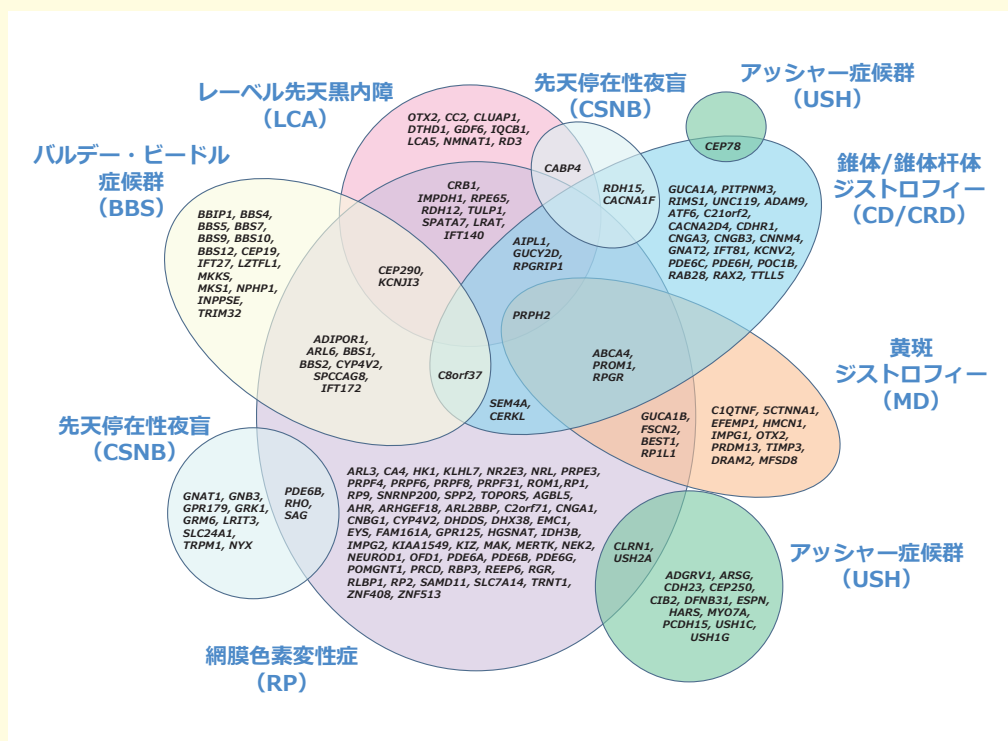 レーベル先天黒内障
（LCA）
先天停在性夜盲
（CSNB）
アッシャー症候群
（USH）
バルデー・ビードル
症候群
（BBS）
錐体/錐体杆体
ジストロフィー
（CD/CRD）
黄斑
ジストロフィー
（MD）
先天停在性夜盲
（CSNB）
アッシャー症候群
（USH）
網膜色素変性症
（RP）
OTX2, CC2, CLUAP1,
DTHD1, GDF6, IQCB1,
LCA5, NMNAT1, RD3
CABP4
RDH15,
CACNA1F
CEP78
GUCA1A, PITPNM3,
RIMS1, UNC119, ADAM9,
ATF6, C21orf2,
CACNA2D4, CDHR1,
CNGA3, CNGB3, CNNM4,
GNAT2, IFT81, KCNV2,
PDE6C, PDE6H, POC1B,
RAB28, RAX2, TTLL5
CRB1,
IMPDH1, RPE65,
RDH12, TULP1,
SPATA7, LRAT,
IFT140
AIPL1,
GUCY2D,
RPGRIP1
BBIP1, BBS4,
BBS5, BBS7,
BBS9, BBS10,
BBS12, CEP19,
IFT27, LZTFL1,
MKKS,
MKS1, NPHP1,
INPPSE,
TRIM32
CEP290,
KCNJI3
PRPH2
ADIPOR1,
ARL6, BBS1,
BBS2, CYP4V2,
SPCCAG8,
IFT172
C8orf37
ABCA4,
PROM1,
RPGR
SEM4A,
CERKL
GUCA1B,
FSCN2,
BEST1,
RP1L1
C1QTNF, 5CTNNA1,
EFEMP1, HMCN1,
IMPG1, OTX2,
PRDM13, TIMP3,
DRAM2, MFSD8
GNAT1, GNB3,
GPR179, GRK1,
GRM6, LRIT3,
SLC24A1,
TRPM1, NYX
PDE6B,
RHO,
SAG
ARL3, CA4, HK1, KLHL7, NR2E3, NRL, PRPE3,
PRPF4, PRPF6, PRPF8, PRPF31, ROM1,RP1,
RP9, SNRNP200, SPP2, TOPORS, AGBL5,
AHR, ARHGEF18, ARL2BBP, C2orf71, CNGA1,
CNBG1, CYP4V2, DHDDS, DHX38, EMC1,
EYS, FAM161A, GPR125, HGSNAT, IDH3B,
IMPG2, KIAA1549, KIZ, MAK, MERTK, NEK2,
NEUROD1, OFD1, PDE6A, PDE6B, PDE6G,
POMGNT1, PRCD, RBP3, REEP6, RGR,
RLBP1, RP2, SAMD11, SLC7A14, TRNT1,
ZNF408, ZNF513
CLRN1,
USH2A
ADGRV1, ARSG,
CDH23, CEP250,
CIB2, DFNB31, ESPN,
HARS, MYO7A,
PCDH15, USH1C,
USH1G